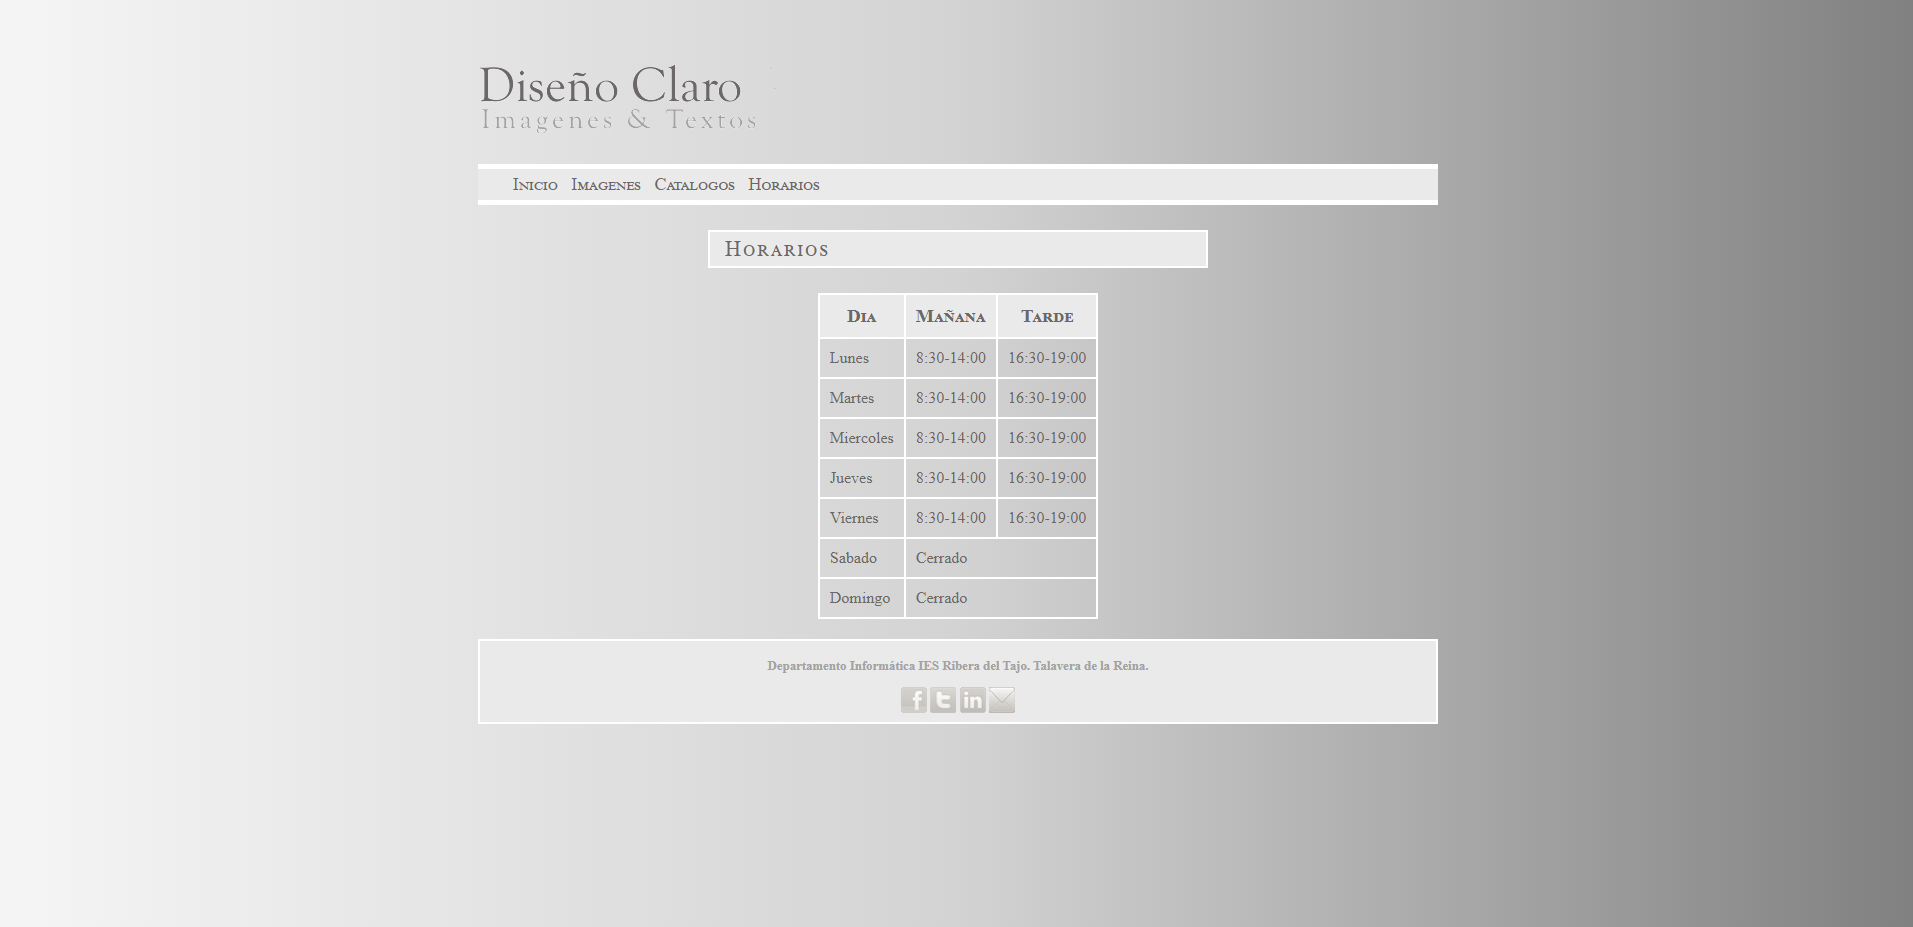 Diseño Claro
Imagenes & Textos
Inicio Imagenes Catalogos Horarios
Horarios
Dia Mañana Tarde
Lunes 8:30-14:00 16:30-19:00
Martes 8:30-14:00 16:30-19:00
Miercoles 8:30-14:00 16:30-19:00
Jueves 8:30-14:00 16:30-19:00
Viernes 8:30-14:00 16:30-19:00
Sabado Cerrado
Domingo Cerrado
Departamento Informática IES Ribera del Tajo. Talavera de la Reina.